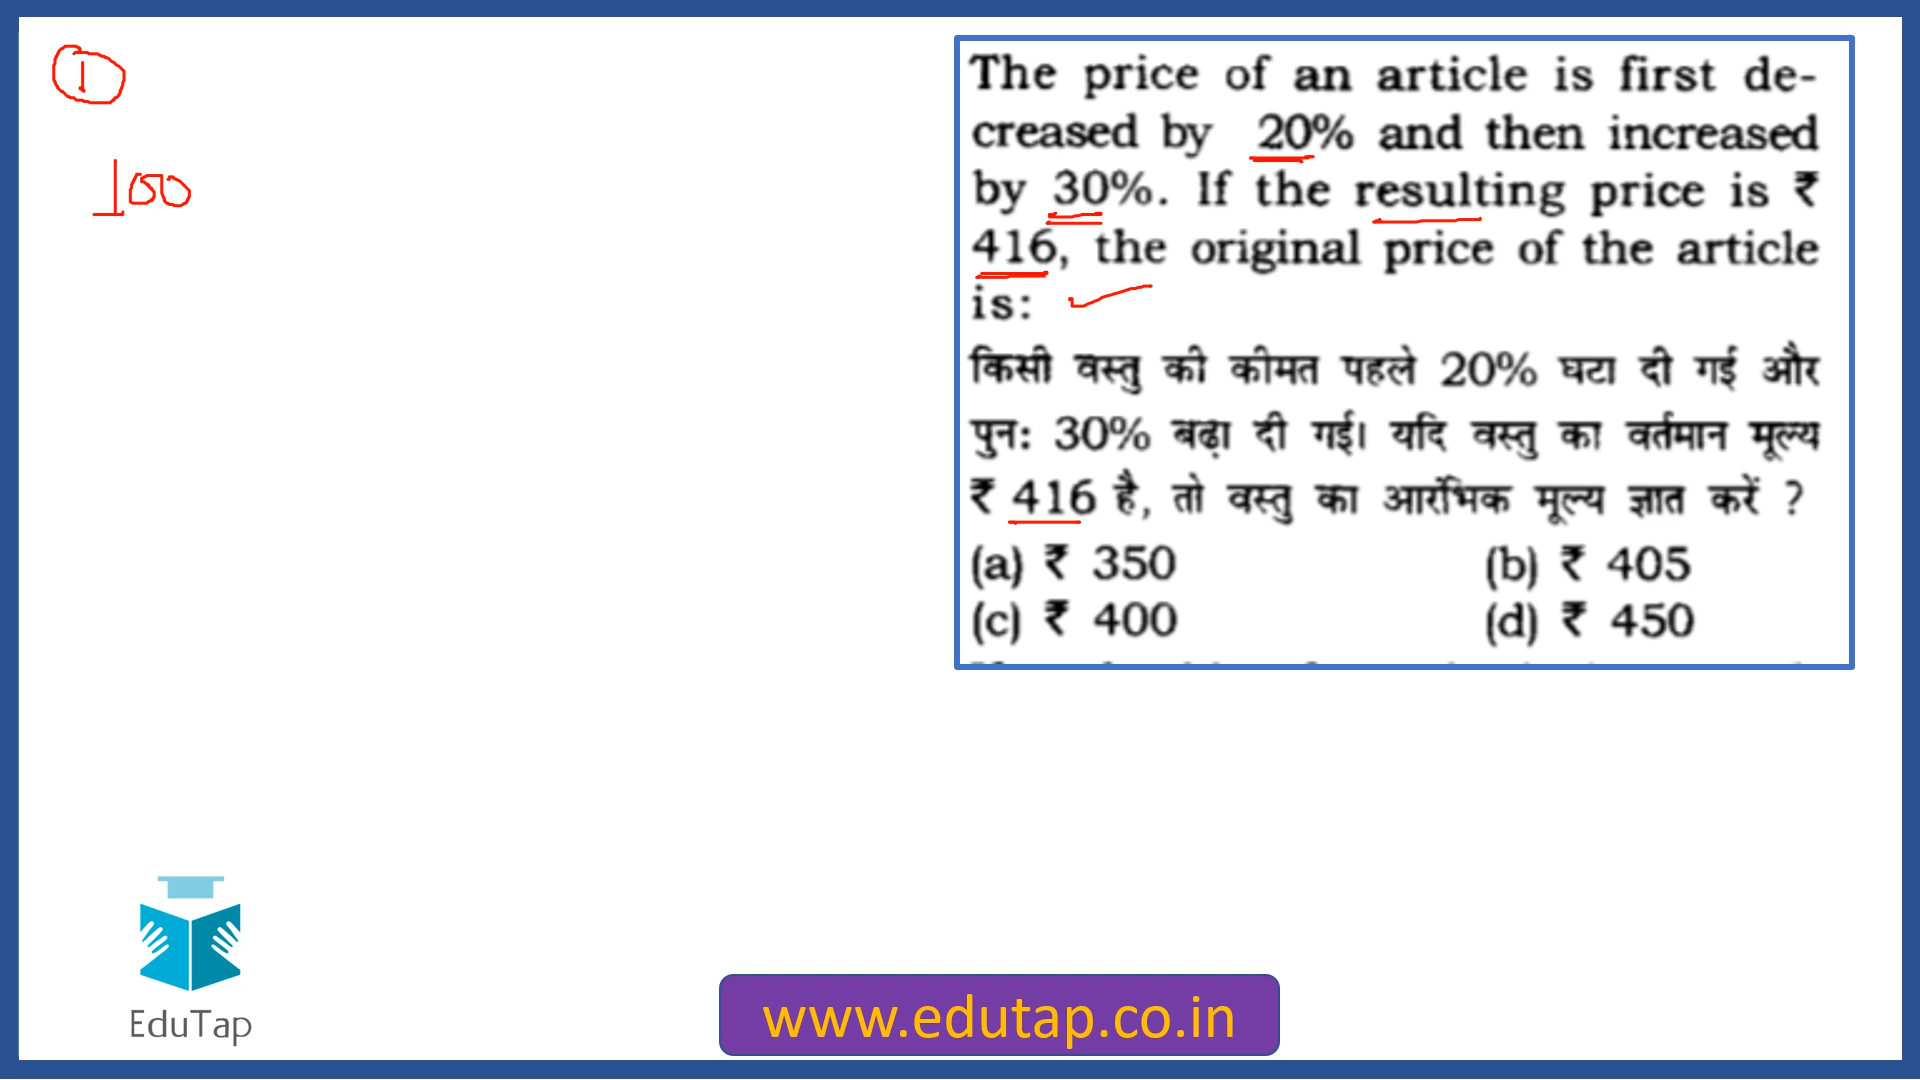 1
100
The price of an article is first de-
creased by 20% and then increased
by 30%. If the resulting price is ₹
416, the original price of the article
is:
किसी वस्तु की कीमत पहले 20% घटा दी गई और
पुन: 30% बढ़ा दी गई। यदि वस्तु का वर्तमान मूल्य
₹ 416 है, तो वस्तु का आरंभिक मूल्य ज्ञात करें ?
(a) ₹ 350 (b) ₹ 405
(c) ₹ 400 (d) ₹ 450
EduTap
www.edutap.co.in